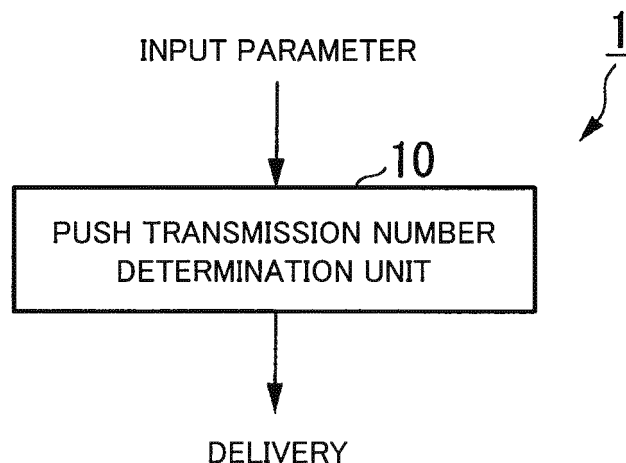 1
INPUT PARAMETER
10
PUSH TRANSMISSION NUMBER
DETERMINATION UNIT
DELIVERY